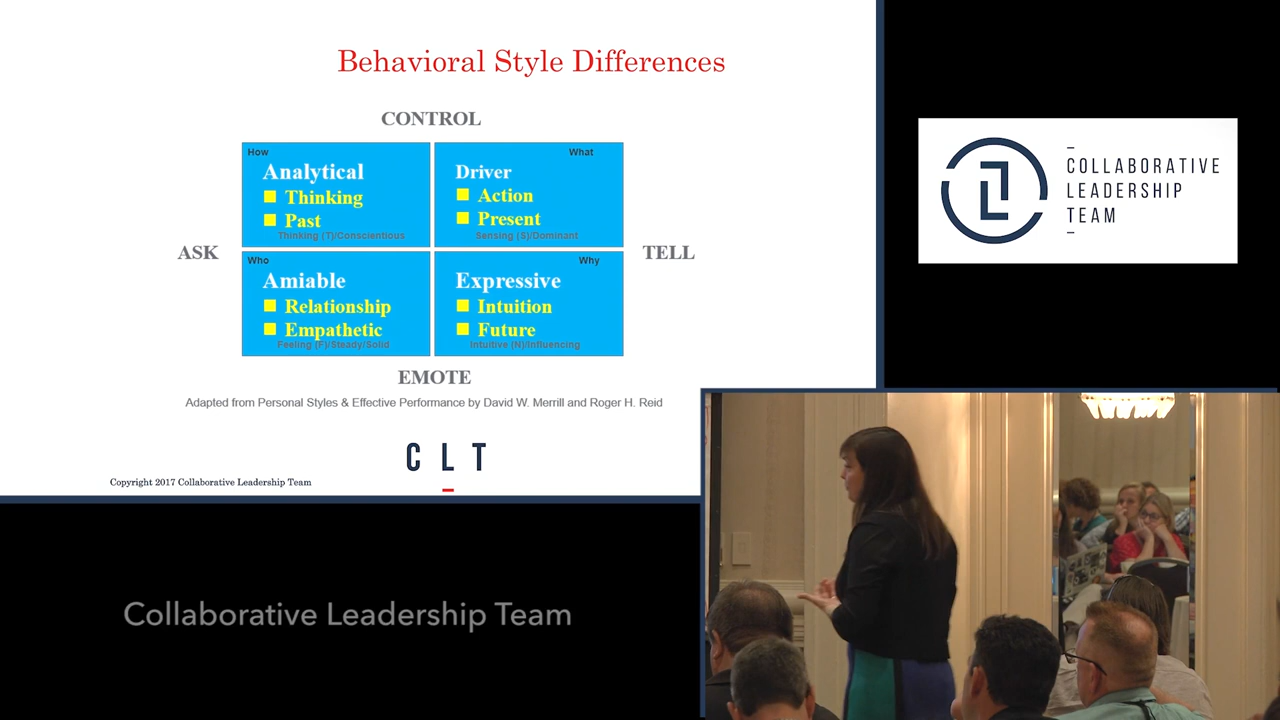 Behavioral Style Differences
CONTROL
How
Analytical
Thinking
Past
Thinking (T)/Conscientious
What
Driver
Action
Present
Sensing (S)/Dominant
ASK
TELL
Who
Amiable
Relationship
Empathetic
Feeling (F)/Steady/Solid
Why
Expressive
Intuition
Future
Intuitive (N)/Influencing
EMOTE
Adapted from Personal Styles & Effective Performance by David W. Merrill and Roger H. Reid
CLT
Copyright 2017 Collaborative Leadership Team
COLLABORATIVE
LEADERSHIP
TEAM
Collaborative Leadership Team